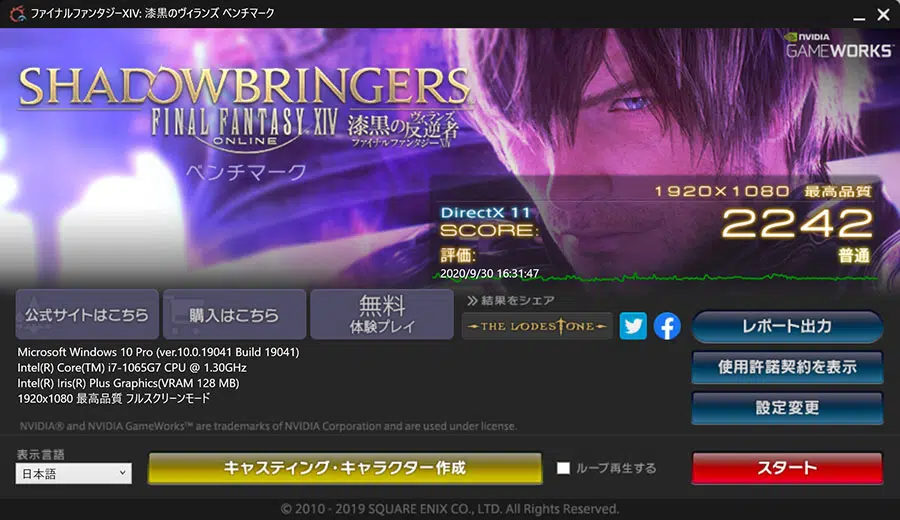 ファイナルファンタジーXIV: 漆黒のヴィランズ ベンチマーク
NVIDIA
GAMEWORKS™
SHADOWBRINGERS
FINAL FANTASY XIV
ONLINE
漆黒の反逆者
ヴィランズ
ファイナルファンタジーXIV
ベンチマーク
1920×1080 最高品質
DirectX 11
SCORE: 2242
評価: 普通
2020/9/30 16:31:47
公式サイトはこちら
購入はこちら
無料
体験プレイ
結果をシェア
THE LODESTONE
レポート出力
使用許諾契約を表示
設定変更
Microsoft Windows 10 Pro (ver.10.0.19041 Build 19041)
Intel(R) Core(TM) i7-1065G7 CPU @ 1.30GHz
Intel(R) Iris(R) Plus Graphics(VRAM 128 MB)
1920x1080 最高品質 フルスクリーンモード
NVIDIA® and NVIDIA GameWorks™ are trademarks of NVIDIA Corporation and are used under license.
表示言語
日本語
キャスティング・キャラクター作成
ループ再生する
スタート
© 2010 - 2019 SQUARE ENIX CO., LTD. All Rights Reserved.